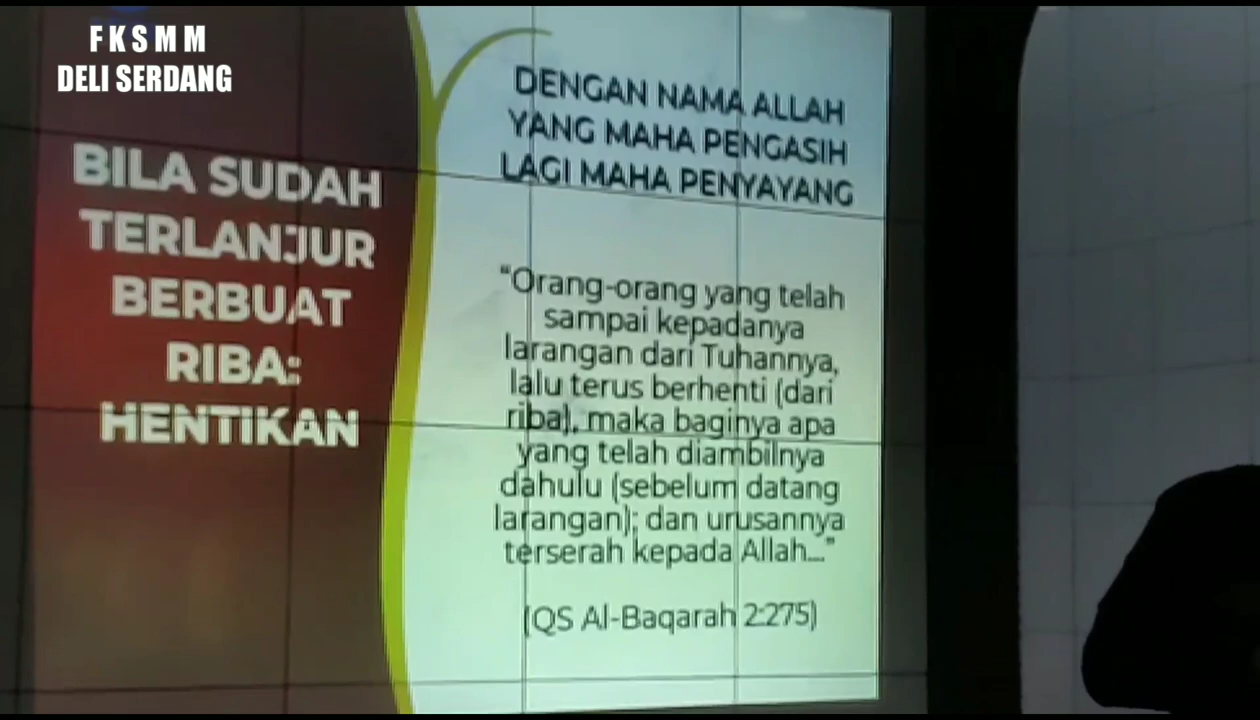 F K S M M
DELI SERDANG
BILA SUDAH
TERLANJUR
BERBUAT
RIBA:
HENTIKAN
DENGAN NAMA ALLAH
YANG MAHA PENGASIH
LAGI MAHA PENYAYANG
“Orang-orang yang telah
sampai kepadanya
larangan dari Tuhannya,
lalu terus berhenti (dari
riba), maka baginya apa
yang telah diambilnya
dahulu (sebelum datang
larangan); dan urusannya
terserah kepada Allah...”
(QS Al-Baqarah 2:275)